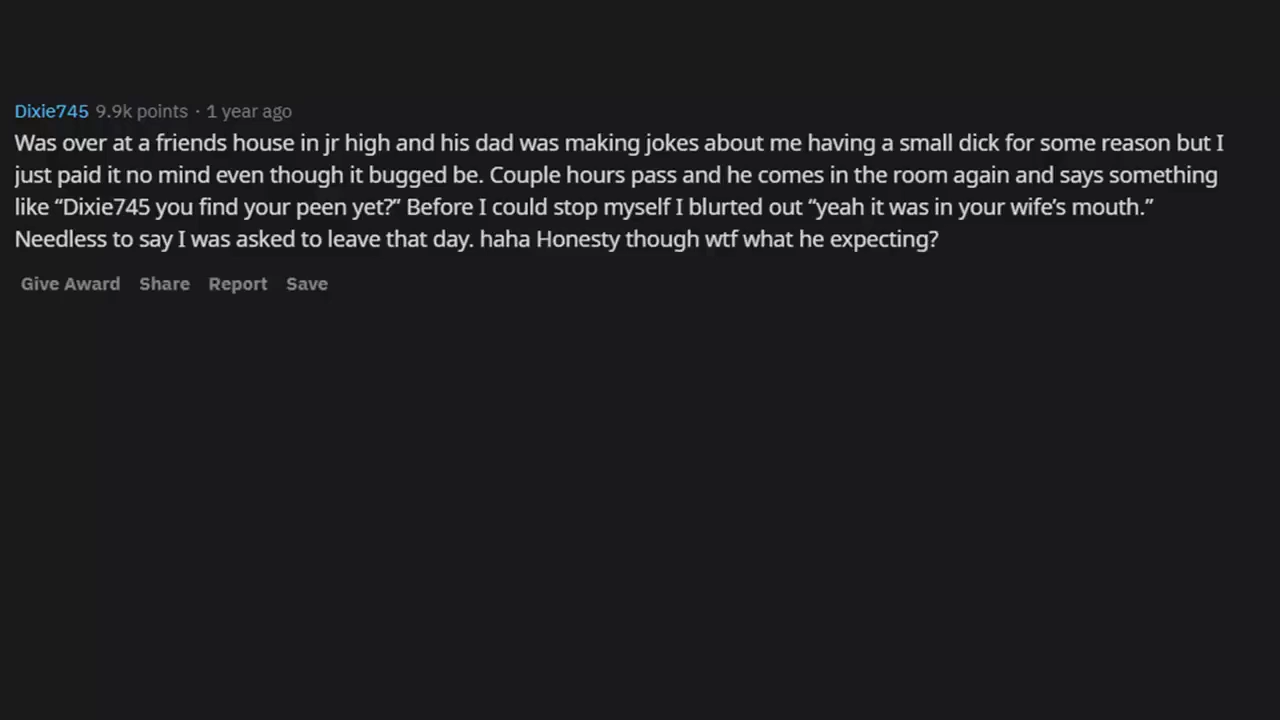 Dixie745 9.9k points · 1 year ago
Was over at a friends house in jr high and his dad was making jokes about me having a small dick for some reason but I
just paid it no mind even though it bugged be. Couple hours pass and he comes in the room again and says something
like “Dixie745 you find your peen yet?” Before I could stop myself I blurted out “yeah it was in your wife’s mouth.”
Needless to say I was asked to leave that day. haha Honesty though wtf what he expecting?
Give Award Share Report Save